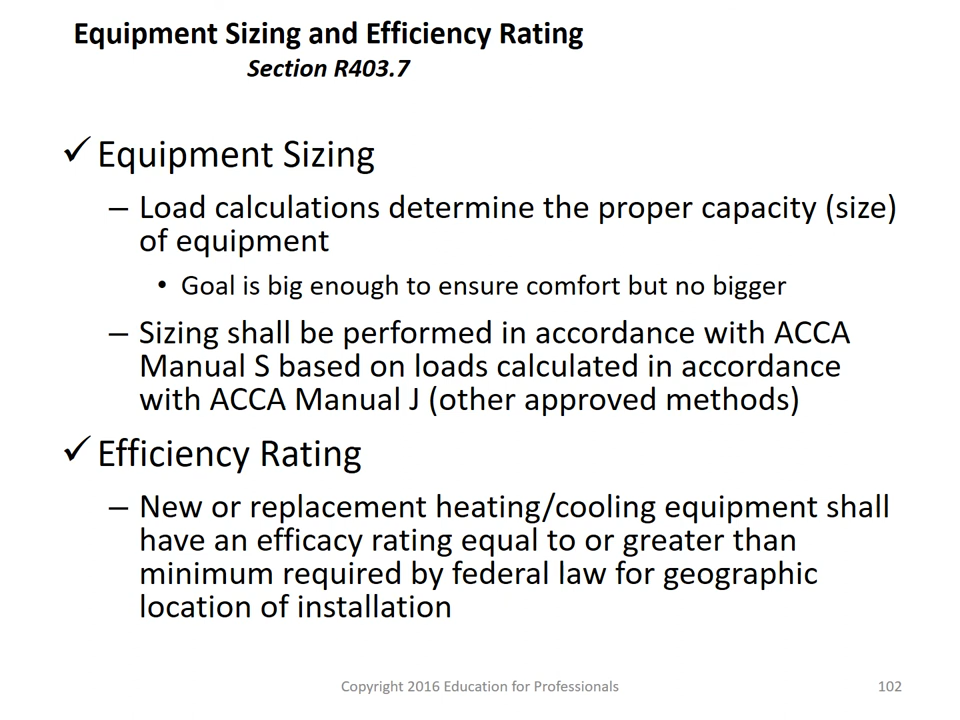 Equipment Sizing and Efficiency Rating
Section R403.7
✓ Equipment Sizing
– Load calculations determine the proper capacity (size)
of equipment
• Goal is big enough to ensure comfort but no bigger
– Sizing shall be performed in accordance with ACCA
Manual S based on loads calculated in accordance
with ACCA Manual J (other approved methods)
✓ Efficiency Rating
– New or replacement heating/cooling equipment shall
have an efficacy rating equal to or greater than
minimum required by federal law for geographic
location of installation
Copyright 2016 Education for Professionals
102